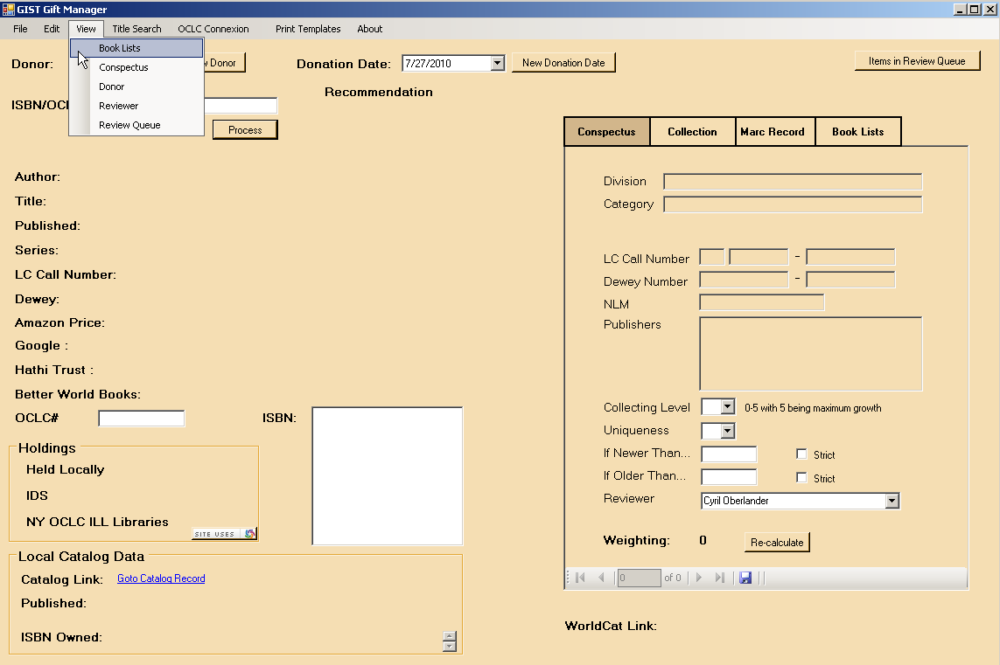 GIST Gift Manager
File Edit View Title Search OCLC Connexion Print Templates About
Book Lists
Conspectus
Donor
Reviewer
Review Queue
Donor: Donor Donation Date: 7/27/2010 New Donation Date Items in Review Queue
Recommendation
ISBN/OCL
Process
Conspectus Collection Marc Record Book Lists
Author:
Title:
Published:
Series:
LC Call Number:
Dewey:
Amazon Price:
Google :
Hathi Trust :
Better World Books:
OCLC# ISBN:
Holdings
Held Locally
IDS
NY OCLC ILL Libraries
SITE USES
Local Catalog Data
Catalog Link: Goto Catalog Record
Published:
ISBN Owned:
Division
Category
LC Call Number -
Dewey Number -
NLM
Publishers
Collecting Level 0-5 with 5 being maximum growth
Uniqueness
If Newer Than... Strict
If Older Than... Strict
Reviewer Cyril Oberlander
Weighting: 0 Re-calculate
0 of 0
WorldCat Link: